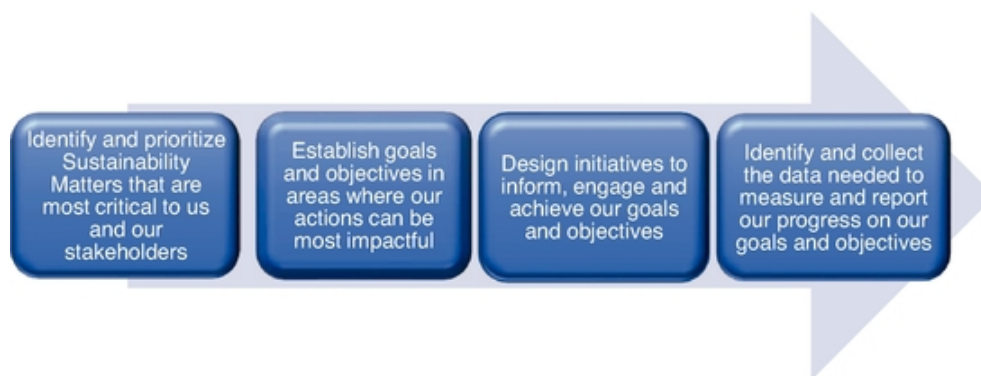 Identify and prioritize
Sustainability
Matters that are
most critical to us
and our
stakeholders
Establish goals
and objectives in
areas where our
actions can be
most impactful
Design initiatives to
inform, engage and
achieve our goals
and objectives
Identify and collect
the data needed to
measure and report
our progress on our
goals and objectives